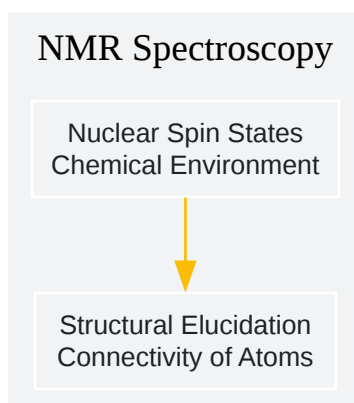 NMR Spectroscopy
Nuclear Spin States
Chemical Environment
Structural Elucidation
Connectivity of Atoms